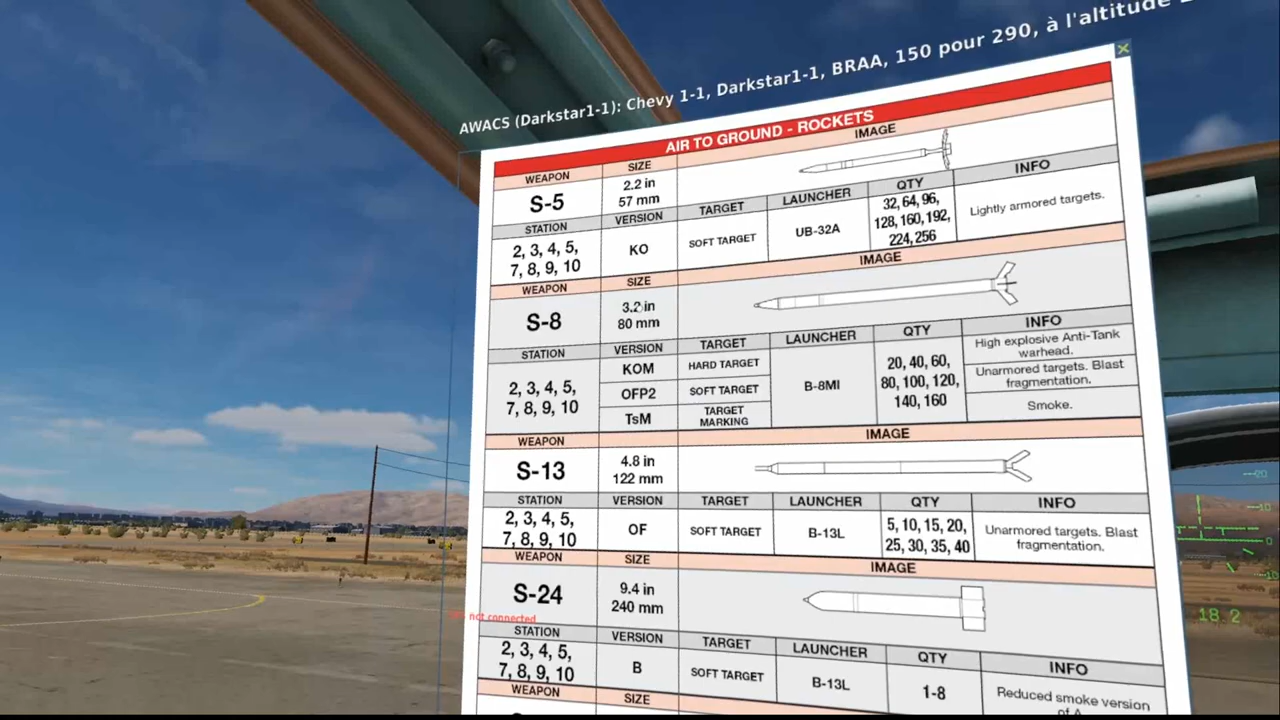 AWACS (Darkstar1-1): Chevy 1-1, Darkstar1-1, BRAA, 150 pour 290, à l'altitude
AIR TO GROUND - ROCKETS
WEAPON SIZE IMAGE
S-5 2.2 in
57 mm
STATION VERSION TARGET LAUNCHER QTY INFO
2, 3, 4, 5,
7, 8, 9, 10
KO
SOFT TARGET
UB-32A
32, 64, 96,
128, 160, 192,
224, 256
Lightly armored targets.
WEAPON SIZE IMAGE
S-8 3.2 in
80 mm
STATION VERSION TARGET LAUNCHER QTY INFO
2, 3, 4, 5,
7, 8, 9, 10
KOM HARD TARGET
OFP2 SOFT TARGET
TsM TARGET
MARKING
B-8MI
20, 40, 60,
80, 100, 120,
140, 160
High explosive Anti-Tank
warhead.
Unarmored targets. Blast
fragmentation.
Smoke.
WEAPON IMAGE
S-13 4.8 in
122 mm
STATION VERSION TARGET LAUNCHER QTY INFO
2, 3, 4, 5,
7, 8, 9, 10
OF
SOFT TARGET
B-13L
5, 10, 15, 20,
25, 30, 35, 40
Unarmored targets. Blast
fragmentation.
WEAPON SIZE IMAGE
S-24 9.4 in
240 mm
not connected
STATION VERSION TARGET LAUNCHER QTY INFO
2, 3, 4, 5,
7, 8, 9, 10
B
SOFT TARGET
B-13L
1-8
Reduced smoke version
of A
WEAPON SIZE
20
10
0
10
18.2